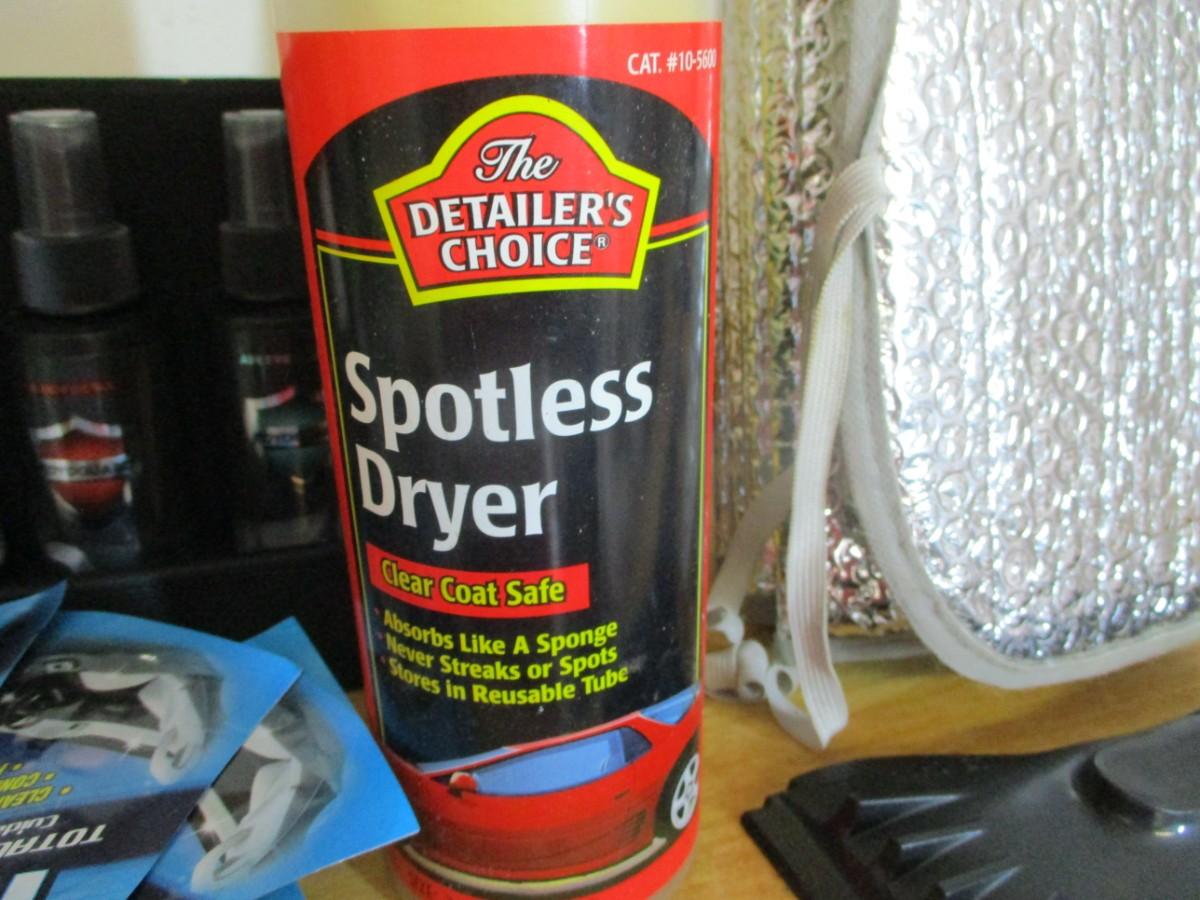 CAT. #10-5600
The
DETAILER'S
CHOICE®
Spotless
Dryer
Clear Coat Safe
• Absorbs Like A Sponge
• Never Streaks or Spots
• Stores in Reusable Tube